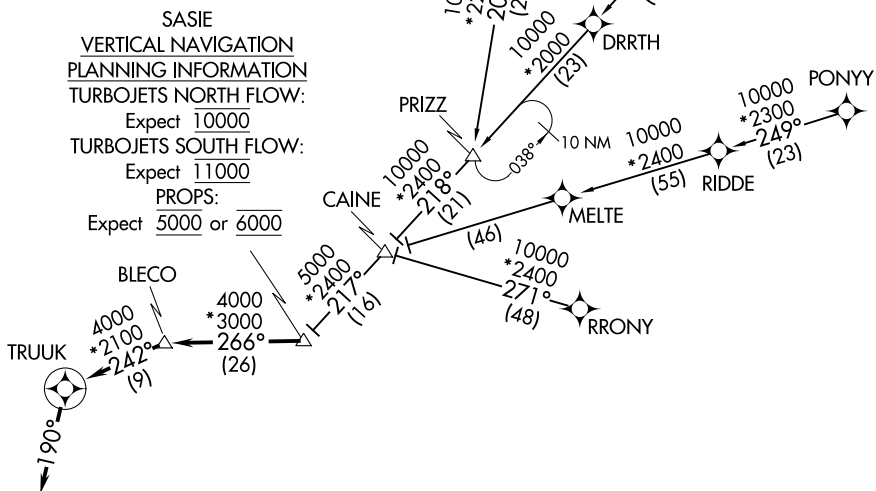 SASIE
VERTICAL NAVIGATION
PLANNING INFORMATION
TURBOJETS NORTH FLOW:
Expect 10000
TURBOJETS SOUTH FLOW:
Expect 11000
PROPS:
Expect 5000 or 6000
10000
*2000
(23)
DRRTH
PRIZZ
038°
10 NM
PONYY
10000
*2300
249°
(23)
10000
*2400
(55)
RIDDE
10000
*2400
218°
(21)
CAINE
MELTE
(46)
10000
*2400
271°
(48)
RRONY
5000
*2400
217°
(16)
BLECO
4000
*3000
266°
(26)
4000
*2100
242°
(9)
TRUUK
190°